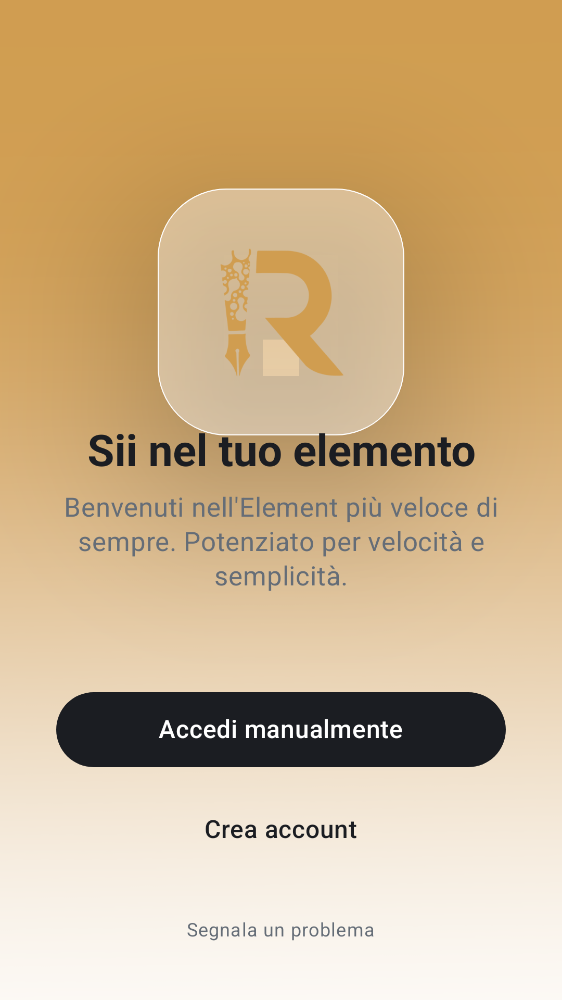 R
Sii nel tuo elemento
Benvenuti nell'Element più veloce di
sempre. Potenziato per velocità e
semplicità.
Accedi manualmente
Crea account
Segnala un problema